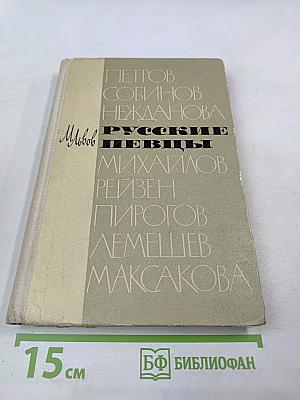 ПЕТРОВ
СОБИНОВ
НЕЖДАНОВА
М Львов
РУССКИЕ
ПЕВЦЫ
МИХАЙЛОВ
РЕЙЗЕН
ПИРОГОВ
ЛЕМЕШЕВ
МАКСАКОВА
15 см
БФ БИБЛИОФАН